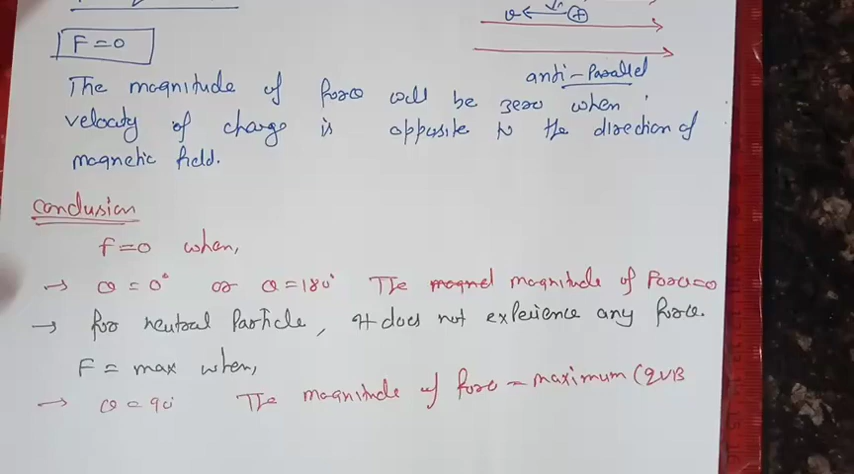 v ← ⊕
F = 0
anti-Parallel
The magnitude of force will be zero when
velocity of charge is opposite to the direction of
magnetic field.
Conclusion
f=0 when,
→ θ = 0° or θ = 180° The magned magnitude of Force=0
→ for neutral Particle, It does not experience any force.
F = max when,
→ θ = 90° The magnitude of force = maximum (qvB